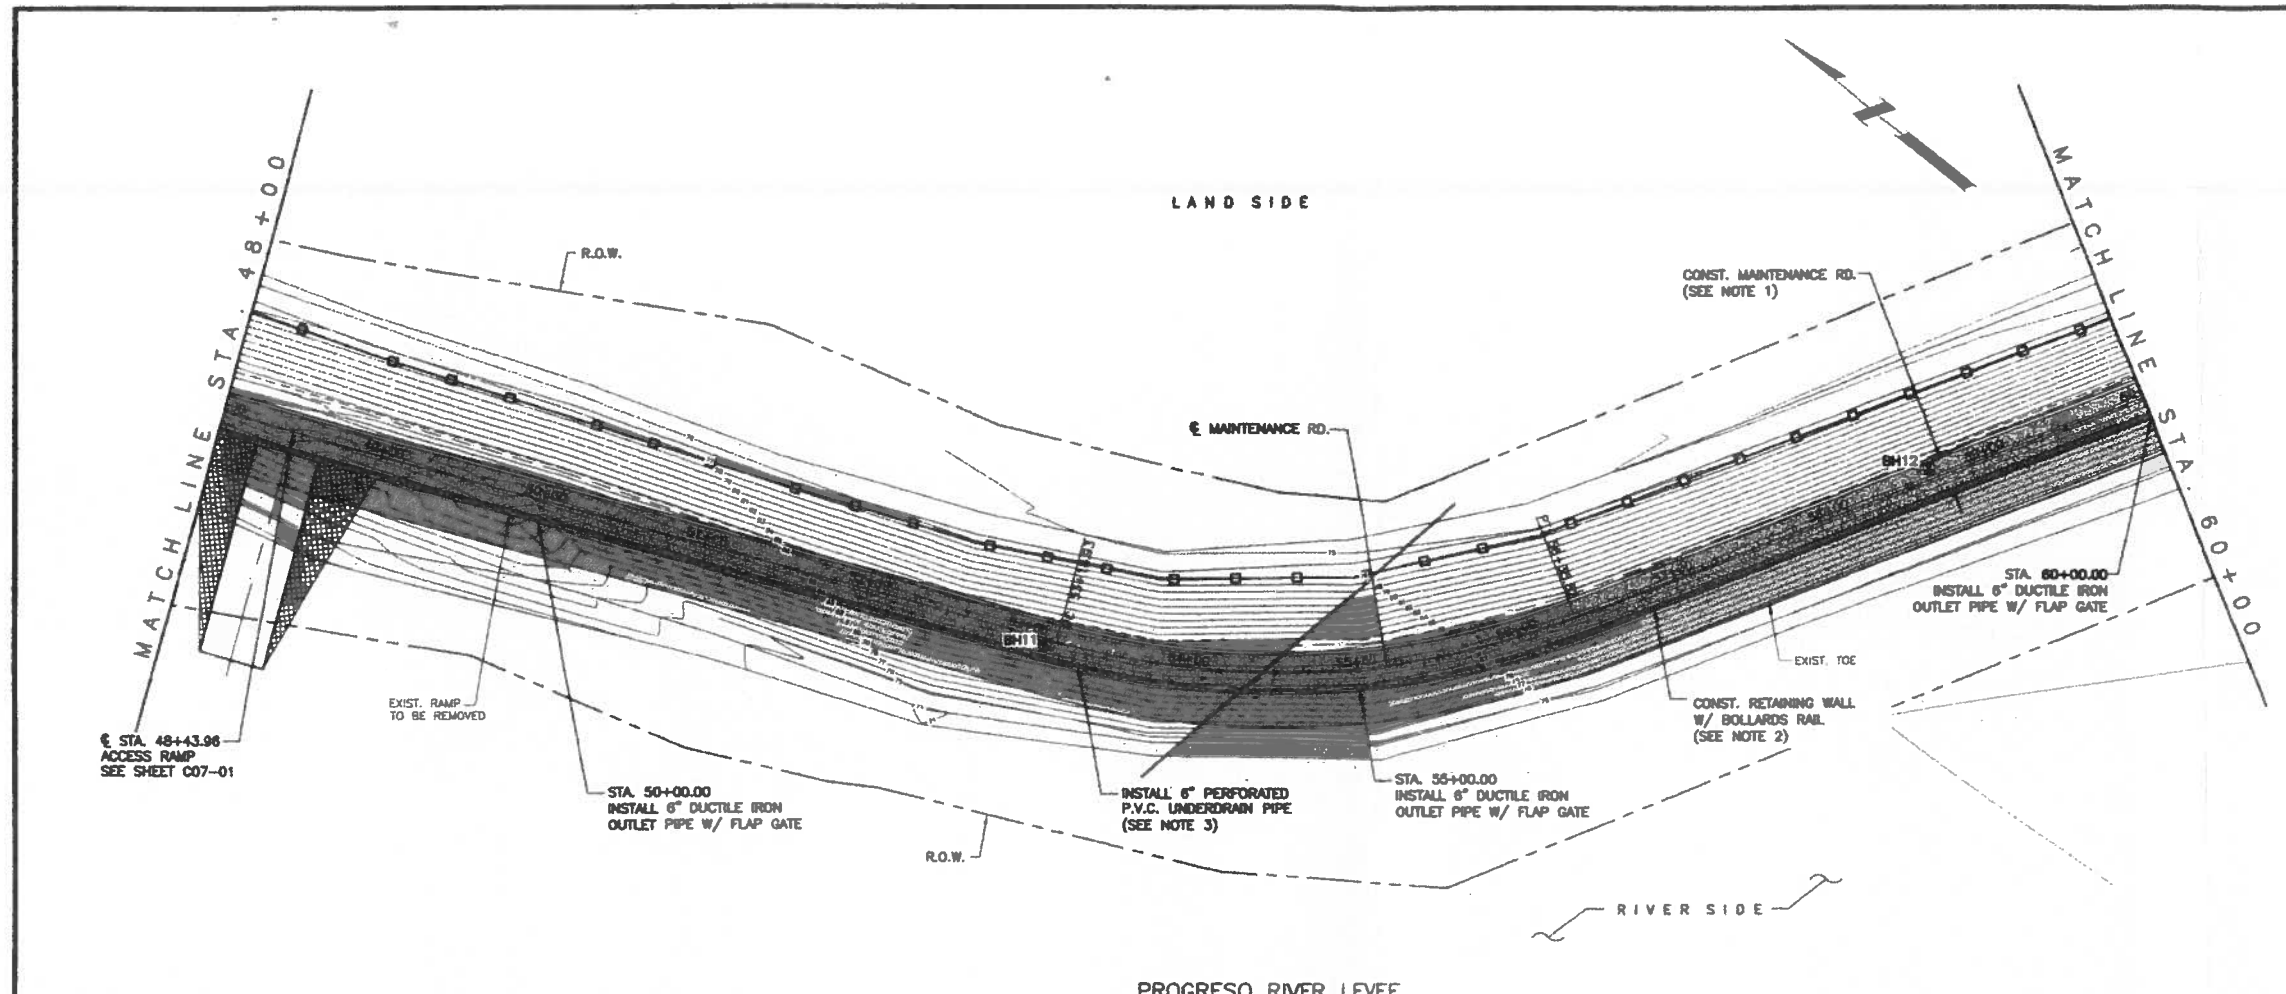 LAND SIDE
MATCH LINE STA. 48+00
MATCH LINE STA. 60+00
R.O.W.
CONST. MAINTENANCE RD.
(SEE NOTE 1)
℄ MAINTENANCE RD.
BH12
BH11
STA. 60+00.00
INSTALL 6" DUCTILE IRON
OUTLET PIPE W/ FLAP GATE
EXIST. TOE
EXIST. RAMP
TO BE REMOVED
CONST. RETAINING WALL
W/ BOLLARDS RAIL
(SEE NOTE 2)
℄ STA. 48+43.96
ACCESS RAMP
SEE SHEET C07-01
STA. 50+00.00
INSTALL 6" DUCTILE IRON
OUTLET PIPE W/ FLAP GATE
INSTALL 6" PERFORATED
P.V.C. UNDERDRAIN PIPE
(SEE NOTE 3)
STA. 55+00.00
INSTALL 6" DUCTILE IRON
OUTLET PIPE W/ FLAP GATE
R.O.W.
RIVER SIDE
PROGRESO RIVER LEVEE